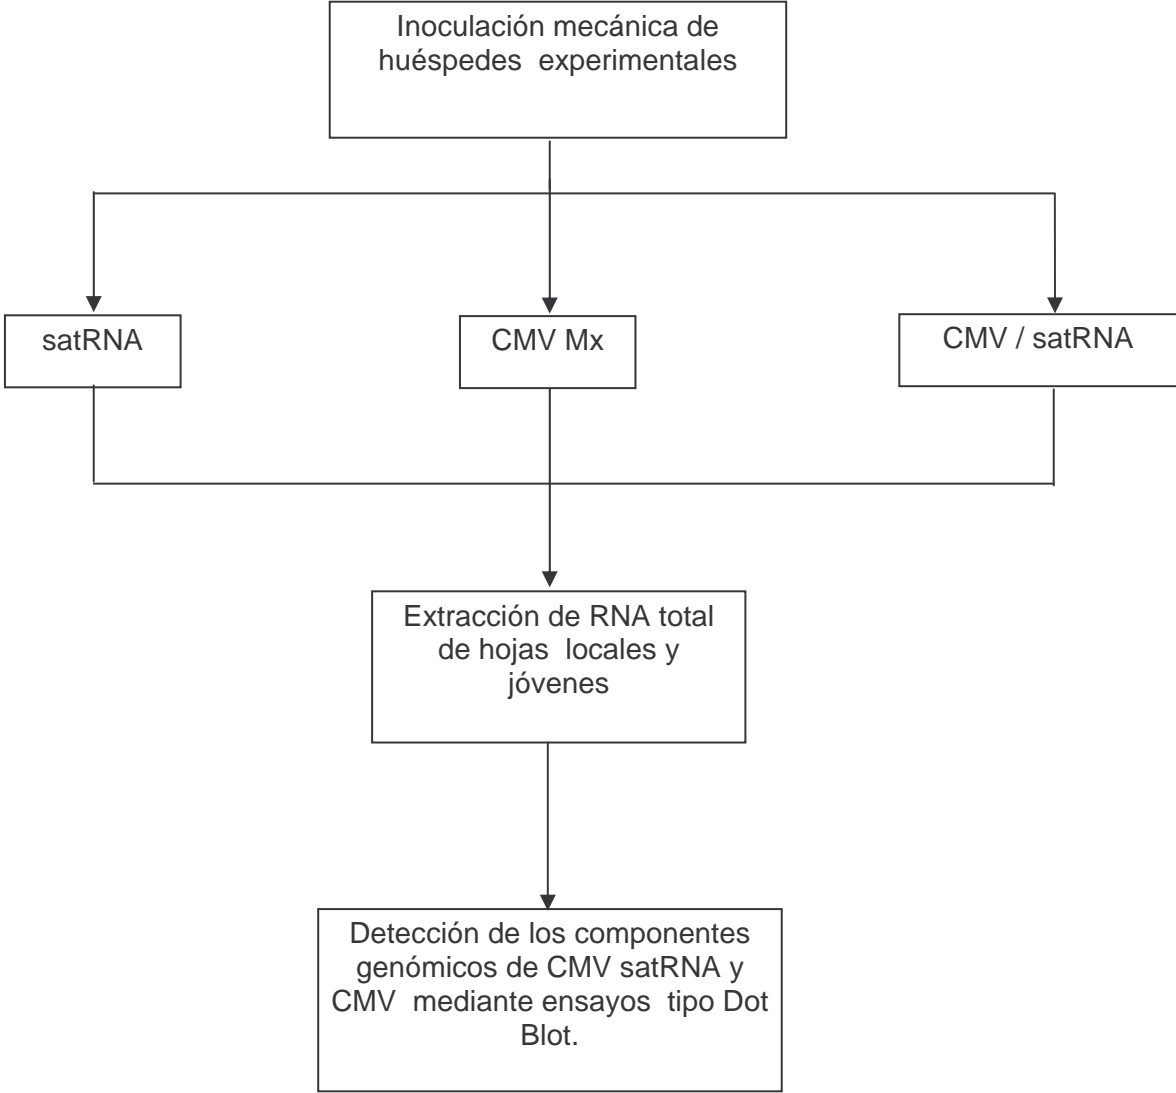 Inoculación mecánica de
huéspedes experimentales
satRNA
CMV Mx
CMV / satRNA
Extracción de RNA total
de hojas locales y
jóvenes
Detección de los componentes
genómicos de CMV satRNA y
CMV mediante ensayos tipo Dot
Blot.